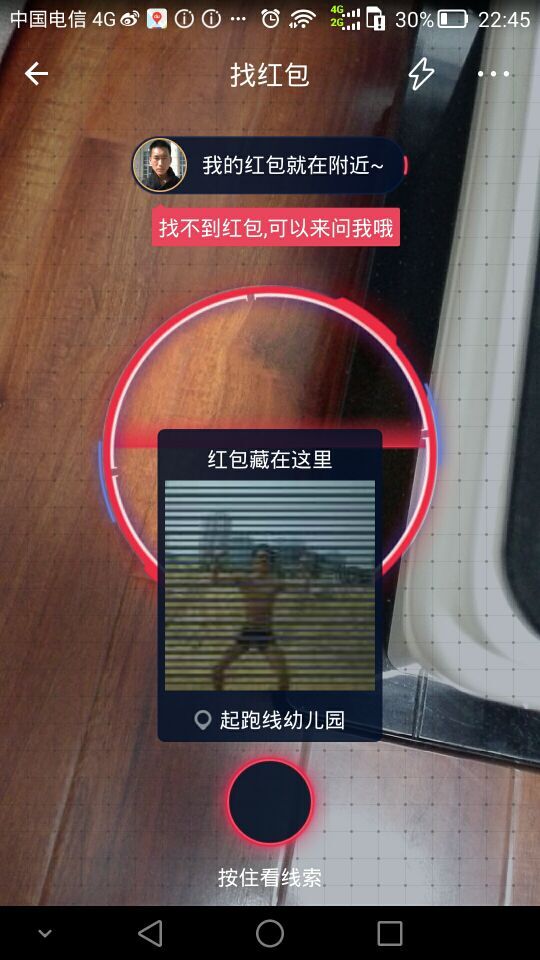 中国电信 4G 30% 22:45
4G
2G
找红包
我的红包就在附近~
找不到红包,可以来问我哦
红包藏在这里
起跑线幼儿园
按住看线索